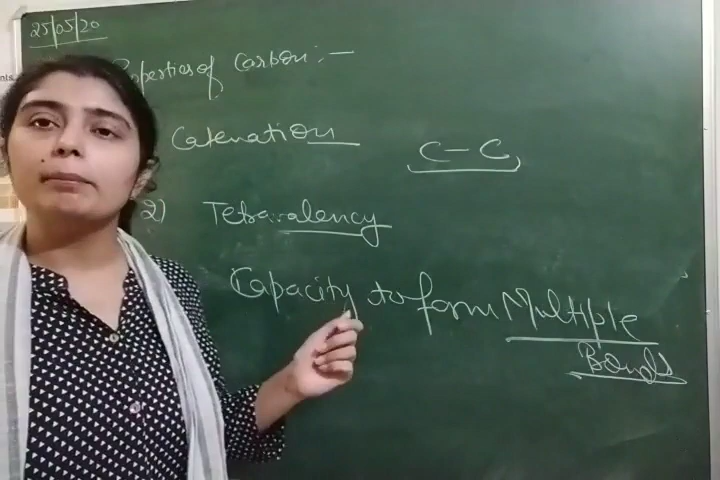 25/05/20
Properties of Carbon :-
Catenation
C-C
2) Tetravalency
Capacity to form Multiple
Bonds